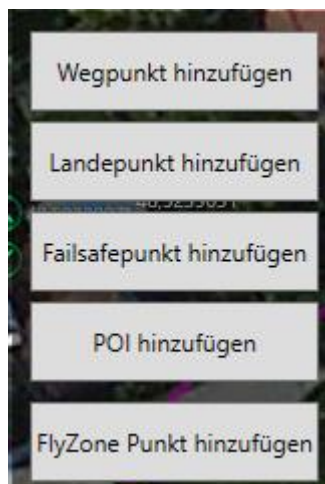 Wegpunkt hinzufügen
Landepunkt hinzufügen
Failsafepunkt hinzufügen
POI hinzufügen
FlyZone Punkt hinzufügen